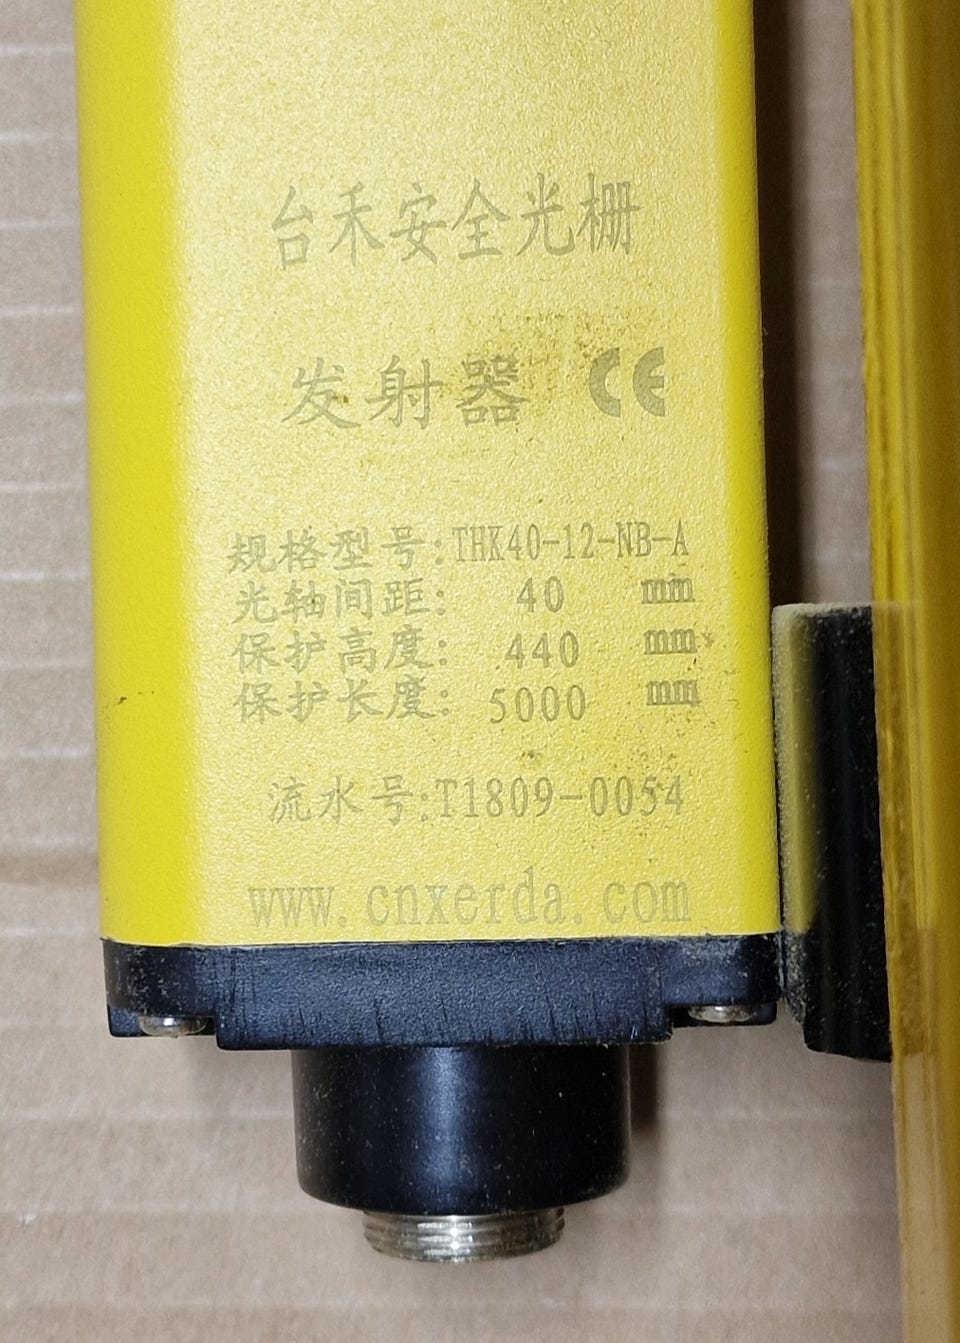 台禾安全光栅
发射器 CE
规格型号:THK40-12-NB-A
光轴间距: 40 mm
保护高度: 440 mm
保护长度: 5000 mm
流水号:T1809-0054
www.cnxerda.com